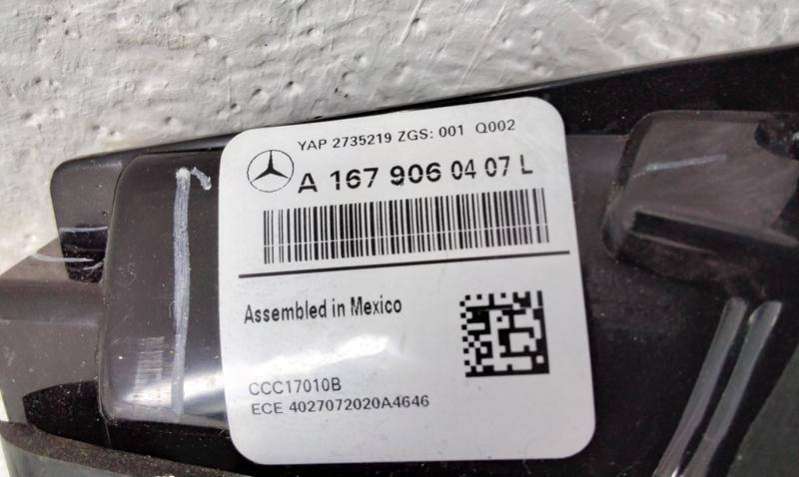 YAP 2735219 ZGS: 001 Q002
A 167 906 04 07 L
Assembled in Mexico
CCC17010B
ECE 4027072020A4646